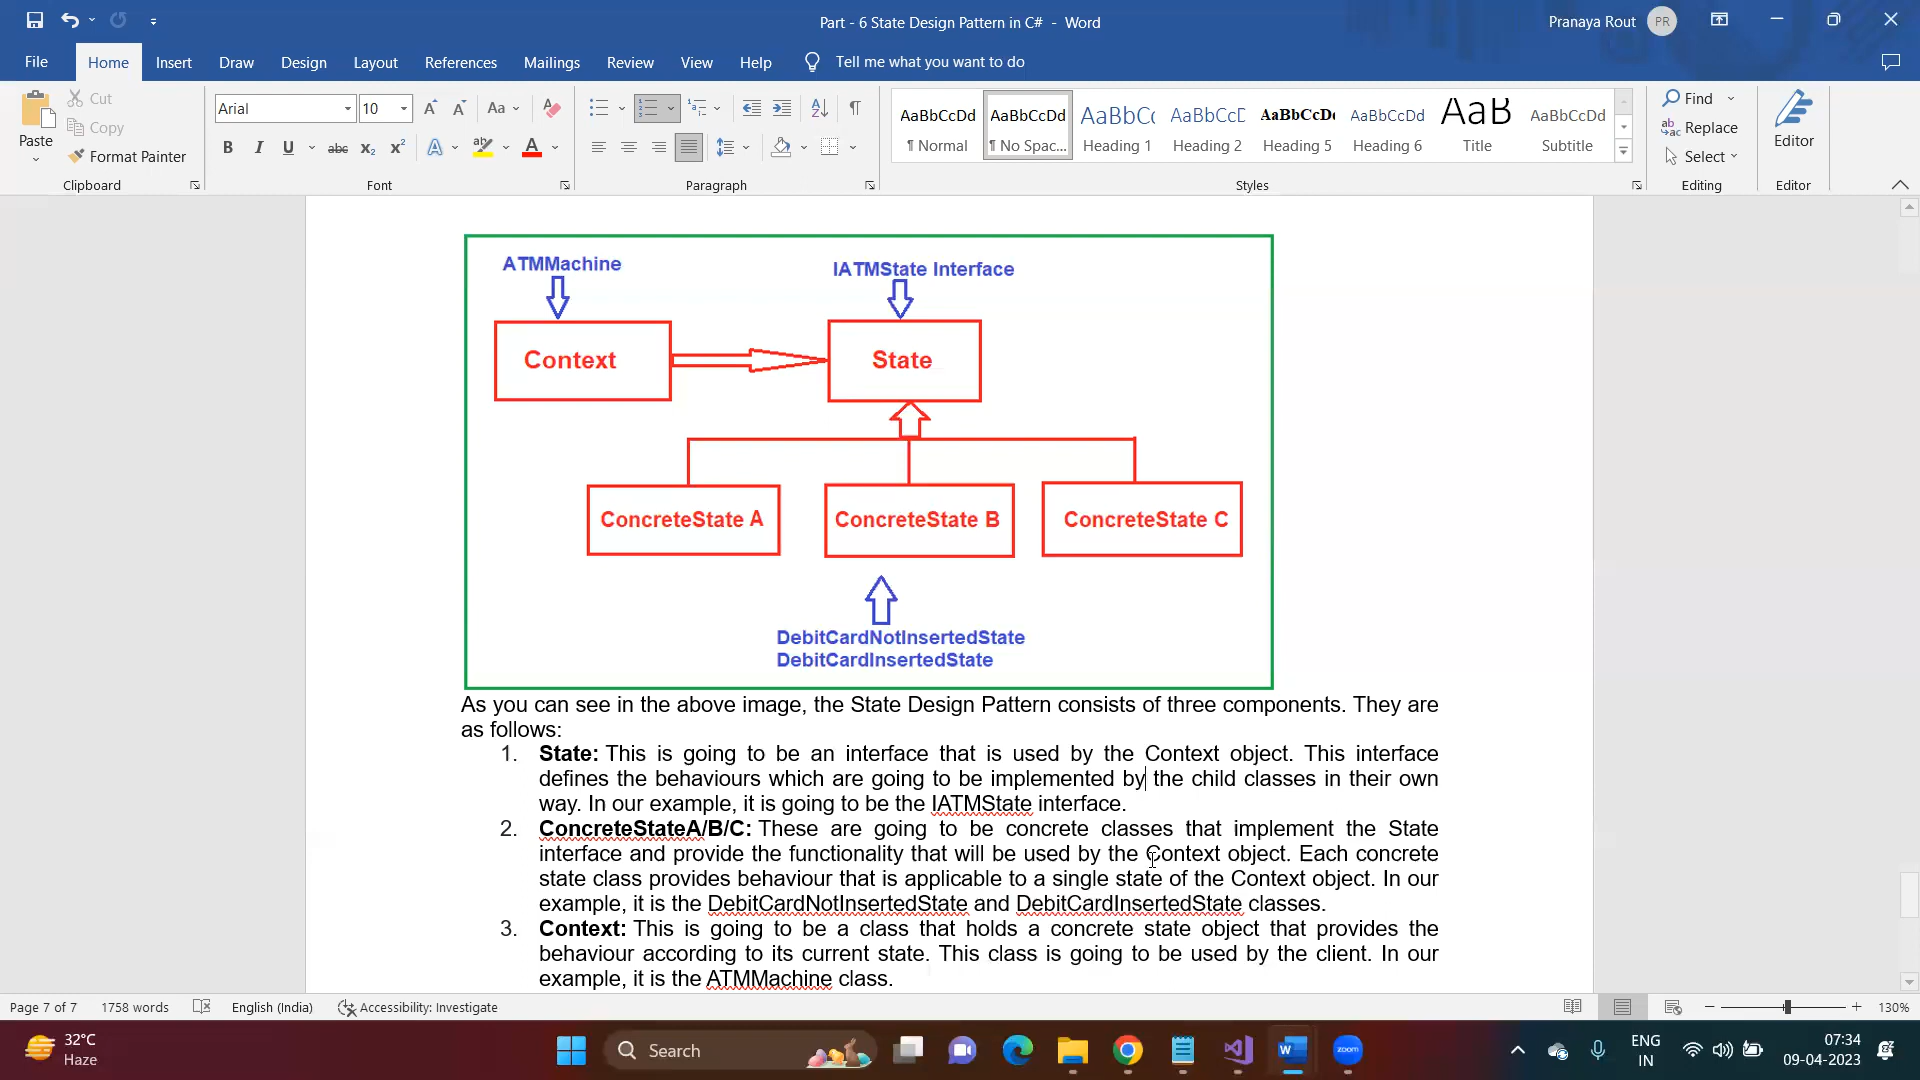 Part - 6 State Design Pattern in C# - Word
Pranaya Rout PR
File Home Insert Draw Design Layout References Mailings Review View Help Tell me what you want to do
Paste
Cut
Copy
Format Painter
Clipboard
Arial 10
Aa
B I U abc x₂ x² A A
Font
Paragraph
AaBbCcDd AaBbCcDd AaBbCc AaBbCcD AaBbCcDd AaBbCcDd AaB AaBbCcDd
¶ Normal ¶ No Spac... Heading 1 Heading 2 Heading 5 Heading 6 Title Subtitle
Styles
Find
Replace
Select
Editing
Editor
Editor
ATMMachine
IATMState Interface
Context
State
ConcreteState A
ConcreteState B
ConcreteState C
DebitCardNotInsertedState
DebitCardInsertedState
As you can see in the above image, the State Design Pattern consists of three components. They are
as follows:
1. State: This is going to be an interface that is used by the Context object. This interface
defines the behaviours which are going to be implemented by the child classes in their own
way. In our example, it is going to be the IATMState interface.
2. ConcreteStateA/B/C: These are going to be concrete classes that implement the State
interface and provide the functionality that will be used by the Context object. Each concrete
state class provides behaviour that is applicable to a single state of the Context object. In our
example, it is the DebitCardNotInsertedState and DebitCardInsertedState classes.
3. Context: This is going to be a class that holds a concrete state object that provides the
behaviour according to its current state. This class is going to be used by the client. In our
example, it is the ATMMachine class.
Page 7 of 7 1758 words English (India) Accessibility: Investigate 130%
32°C
Haze
Search
zoom
ENG
IN
07:34
09-04-2023